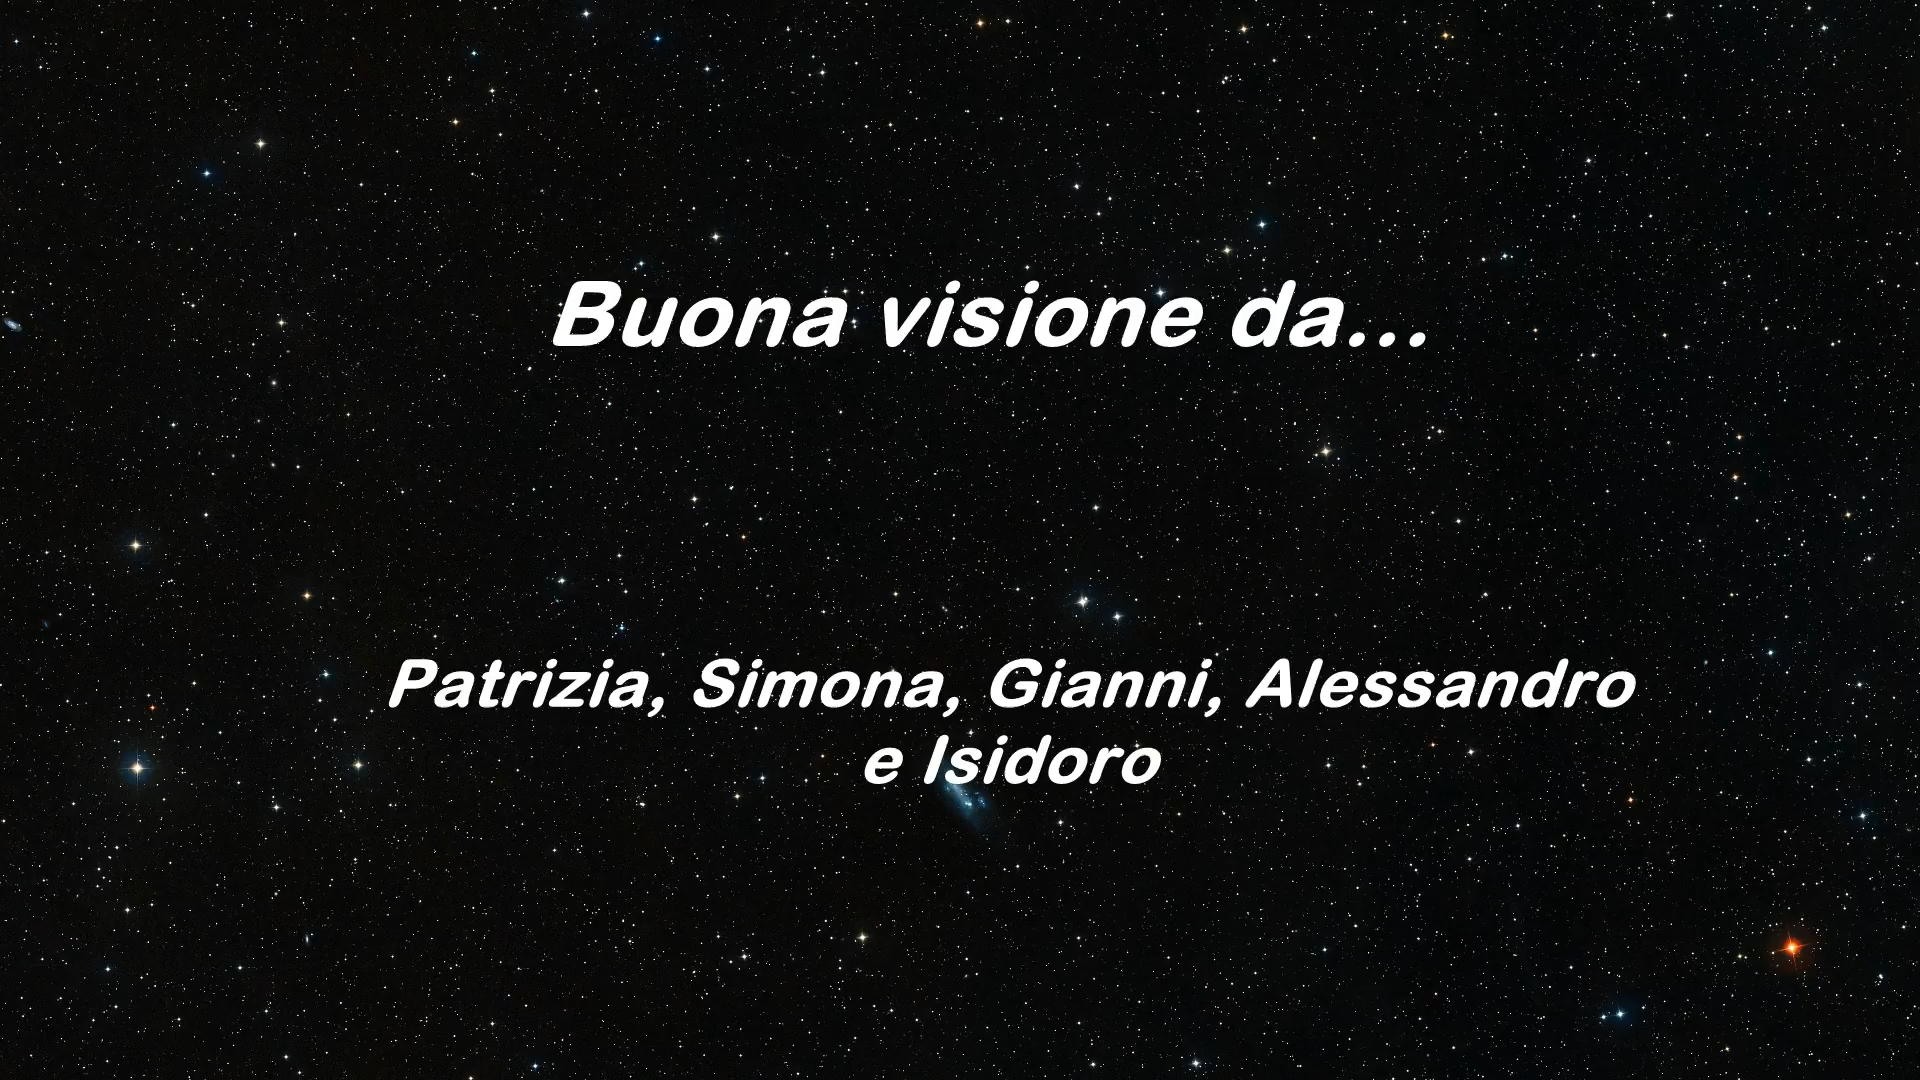 Buona visione da...
Patrizia, Simona, Gianni, Alessandro
e Isidoro